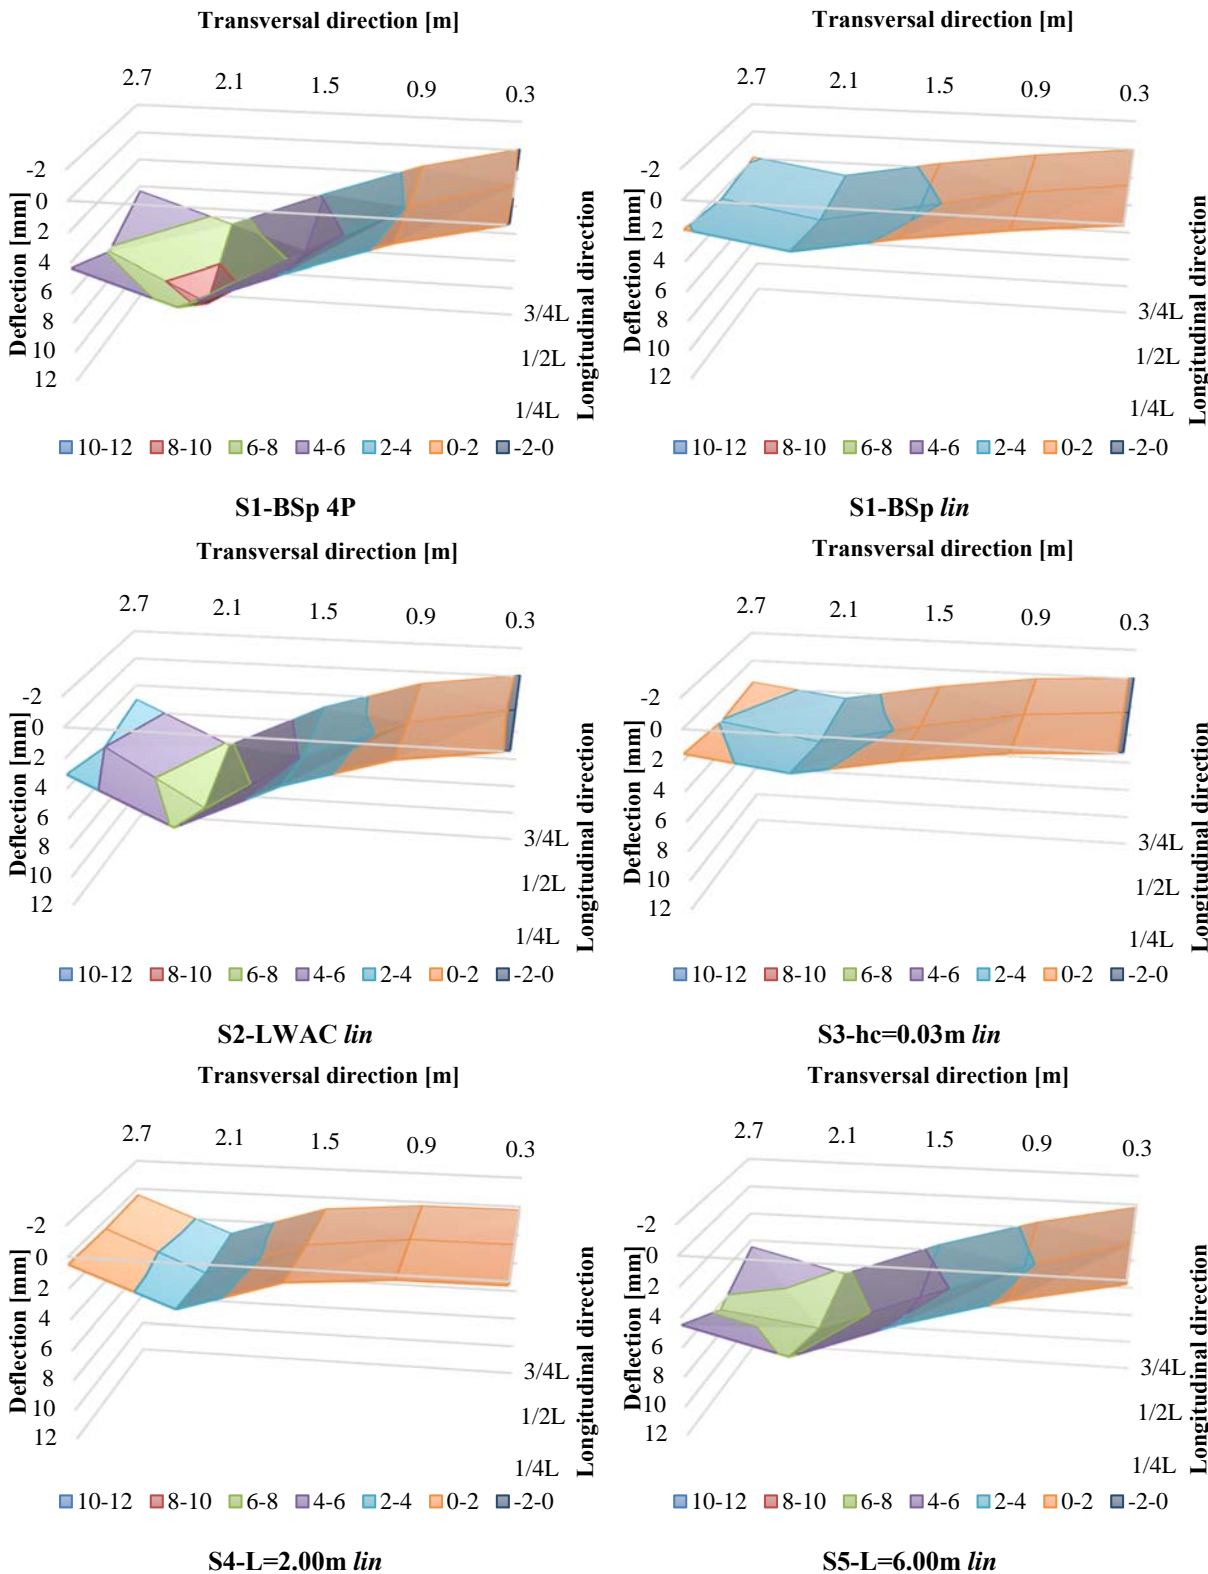 Transversal direction [m]
2.7 2.1 1.5 0.9 0.3
Deflection [mm]
-2
0
2
4
6
8
10
12
3/4L
1/2L
1/4L
Longitudinal direction
10-12 8-10 6-8 4-6 2-4 0-2 -2-0
S1-BSp 4P
Transversal direction [m]
2.7 2.1 1.5 0.9 0.3
Deflection [mm]
-2
0
2
4
6
8
10
12
3/4L
1/2L
1/4L
Longitudinal direction
10-12 8-10 6-8 4-6 2-4 0-2 -2-0
S1-BSp lin
Transversal direction [m]
2.7 2.1 1.5 0.9 0.3
Deflection [mm]
-2
0
2
4
6
8
10
12
3/4L
1/2L
1/4L
Longitudinal direction
10-12 8-10 6-8 4-6 2-4 0-2 -2-0
S2-LWAC lin
Transversal direction [m]
2.7 2.1 1.5 0.9 0.3
Deflection [mm]
-2
0
2
4
6
8
10
12
3/4L
1/2L
1/4L
Longitudinal direction
10-12 8-10 6-8 4-6 2-4 0-2 -2-0
S3-hc=0.03m lin
Transversal direction [m]
2.7 2.1 1.5 0.9 0.3
Deflection [mm]
-2
0
2
4
6
8
10
12
3/4L
1/2L
1/4L
Longitudinal direction
10-12 8-10 6-8 4-6 2-4 0-2 -2-0
S4-L=2.00m lin
Transversal direction [m]
2.7 2.1 1.5 0.9 0.3
Deflection [mm]
-2
0
2
4
6
8
10
12
3/4L
1/2L
1/4L
Longitudinal direction
10-12 8-10 6-8 4-6 2-4 0-2 -2-0
S5-L=6.00m lin